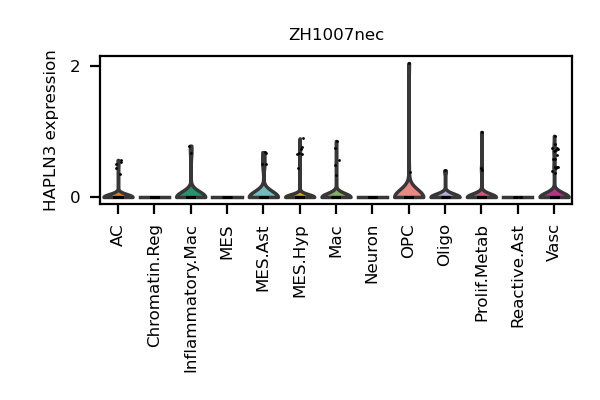 ZH1007nec
HAPLN3 expression
2
0
AC
Chromatin.Reg
Inflammatory.Mac
MES
MES.Ast
MES.Hyp
Mac
Neuron
OPC
Oligo
Prolif.Metab
Reactive.Ast
Vasc